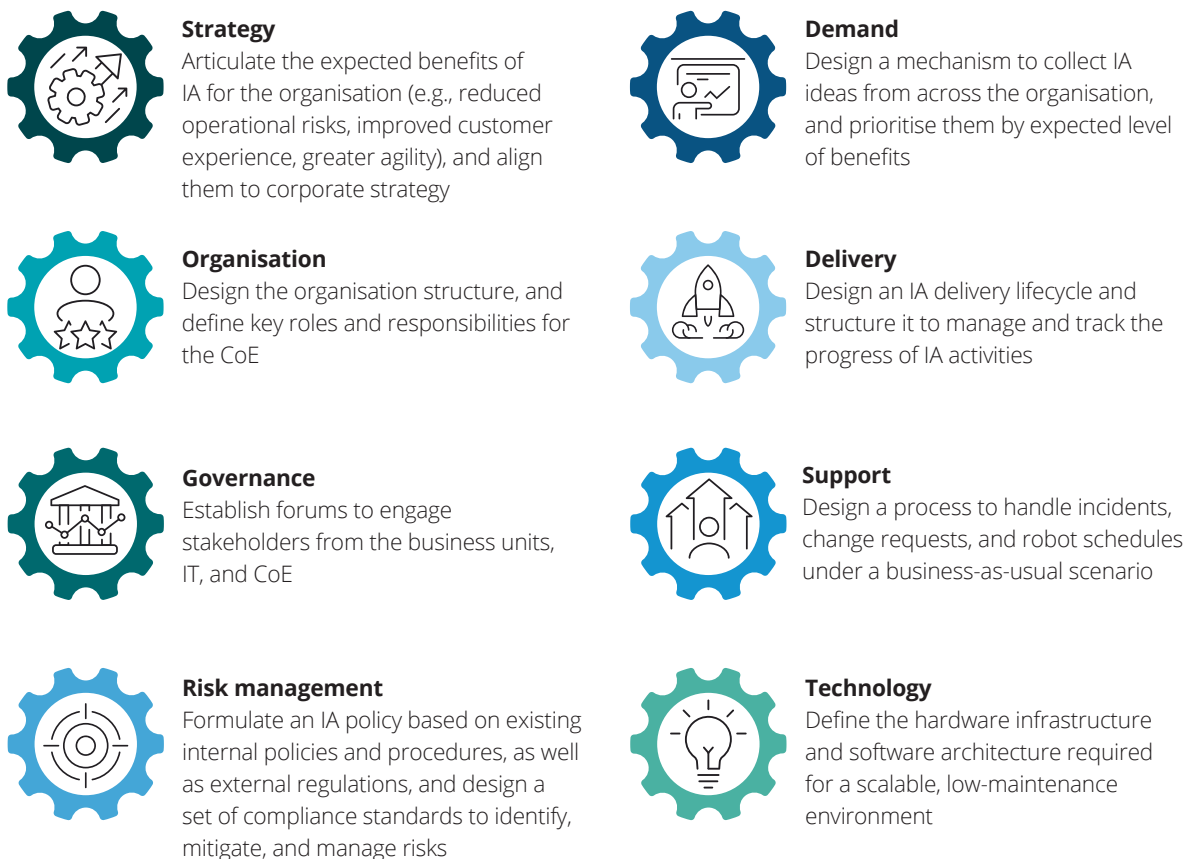 Strategy
Articulate the expected benefits of
IA for the organisation (e.g., reduced
operational risks, improved customer
experience, greater agility), and align
them to corporate strategy
Demand
Design a mechanism to collect IA
ideas from across the organisation,
and prioritise them by expected level
of benefits
Organisation
Design the organisation structure, and
define key roles and responsibilities for
the CoE
Delivery
Design an IA delivery lifecycle and
structure it to manage and track the
progress of IA activities
Governance
Establish forums to engage
stakeholders from the business units,
IT, and CoE
Support
Design a process to handle incidents,
change requests, and robot schedules
under a business-as-usual scenario
Risk management
Formulate an IA policy based on existing
internal policies and procedures, as well
as external regulations, and design a
set of compliance standards to identify,
mitigate, and manage risks
Technology
Define the hardware infrastructure
and software architecture required
for a scalable, low-maintenance
environment